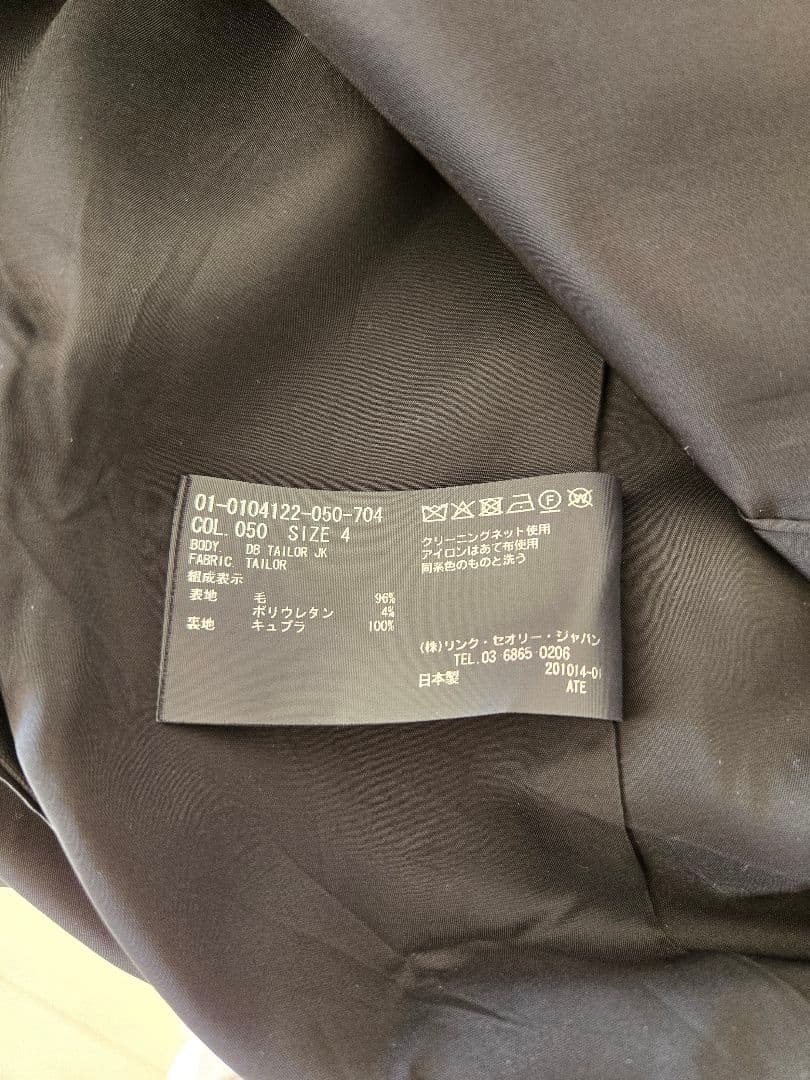 01-0104122-050-704
COL. 050 SIZE 4
BODY. DB TAILOR JK
FABRIC. TAILOR
組成表示
表地 毛 96%
ポリウレタン 4%
裏地 キュプラ 100%
F W
クリーニングネット使用
アイロンはあて布使用
同系色のものと洗う
(株)リンク・セオリー・ジャパン
TEL.03-6865-0206
201014-01
日本製
ATE